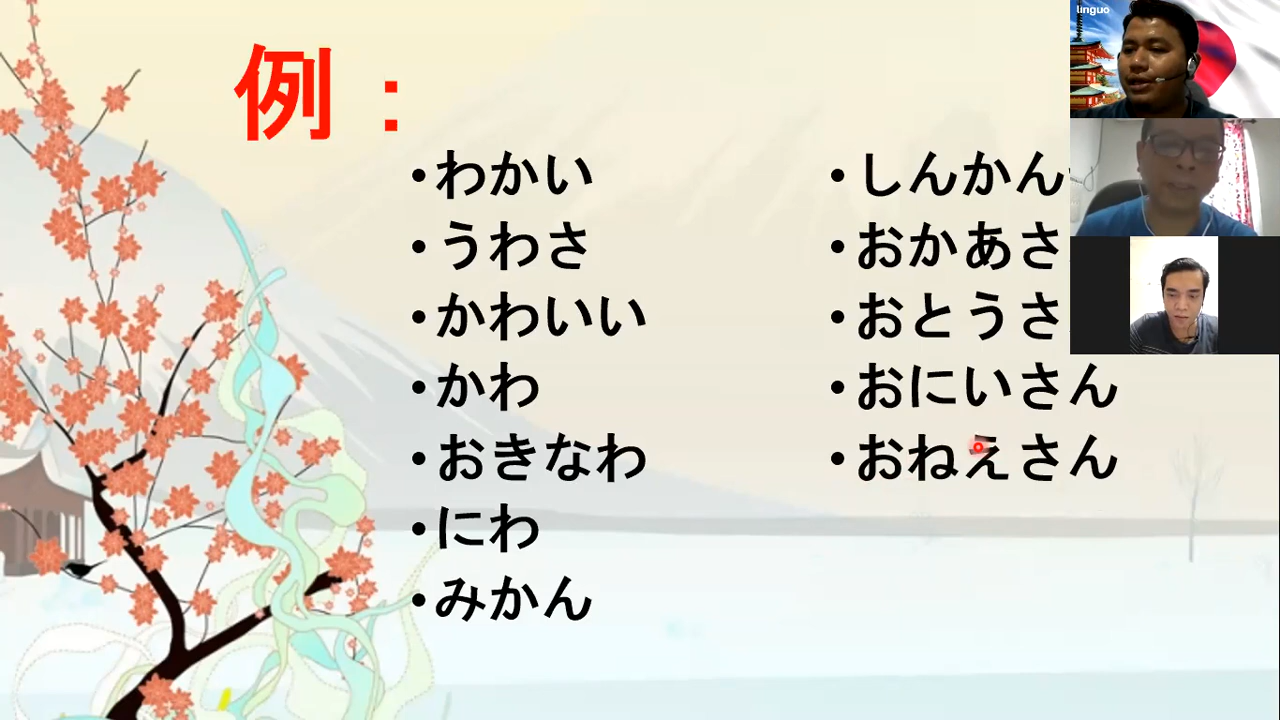 例：
・わかい
・うわさ
・かわいい
・かわ
・おきなわ
・にわ
・みかん
・しんかん
・おかあさ
・おとうさ
・おにいさん
・おねえさん
linguo